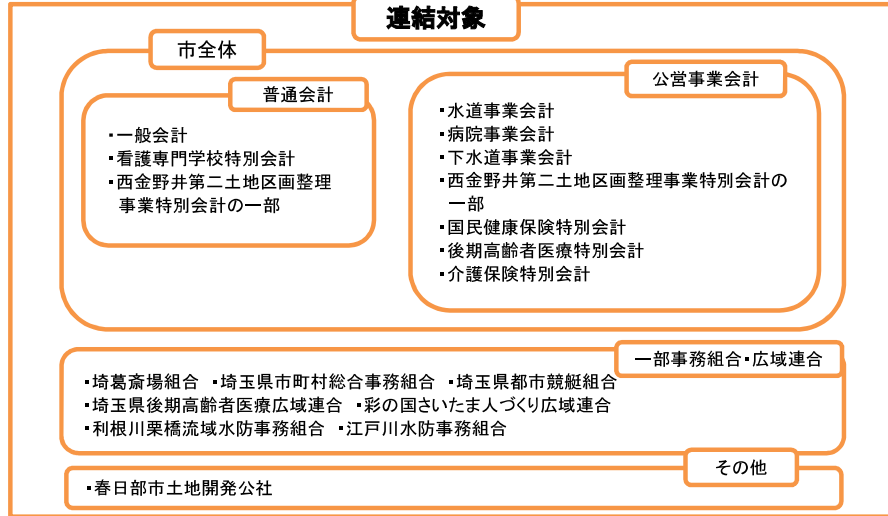 連結対象
市全体
普通会計
・一般会計
・看護専門学校特別会計
・西金野井第二土地区画整理
事業特別会計の一部
公営事業会計
・水道事業会計
・病院事業会計
・下水道事業会計
・西金野井第二土地区画整理事業特別会計の
一部
・国民健康保険特別会計
・後期高齢者医療特別会計
・介護保険特別会計
一部事務組合・広域連合
・埼葛斎場組合 ・埼玉県市町村総合事務組合 ・埼玉県都市競艇組合
・埼玉県後期高齢者医療広域連合 ・彩の国さいたま人づくり広域連合
・利根川栗橋流域水防事務組合 ・江戸川水防事務組合
その他
・春日部市土地開発公社